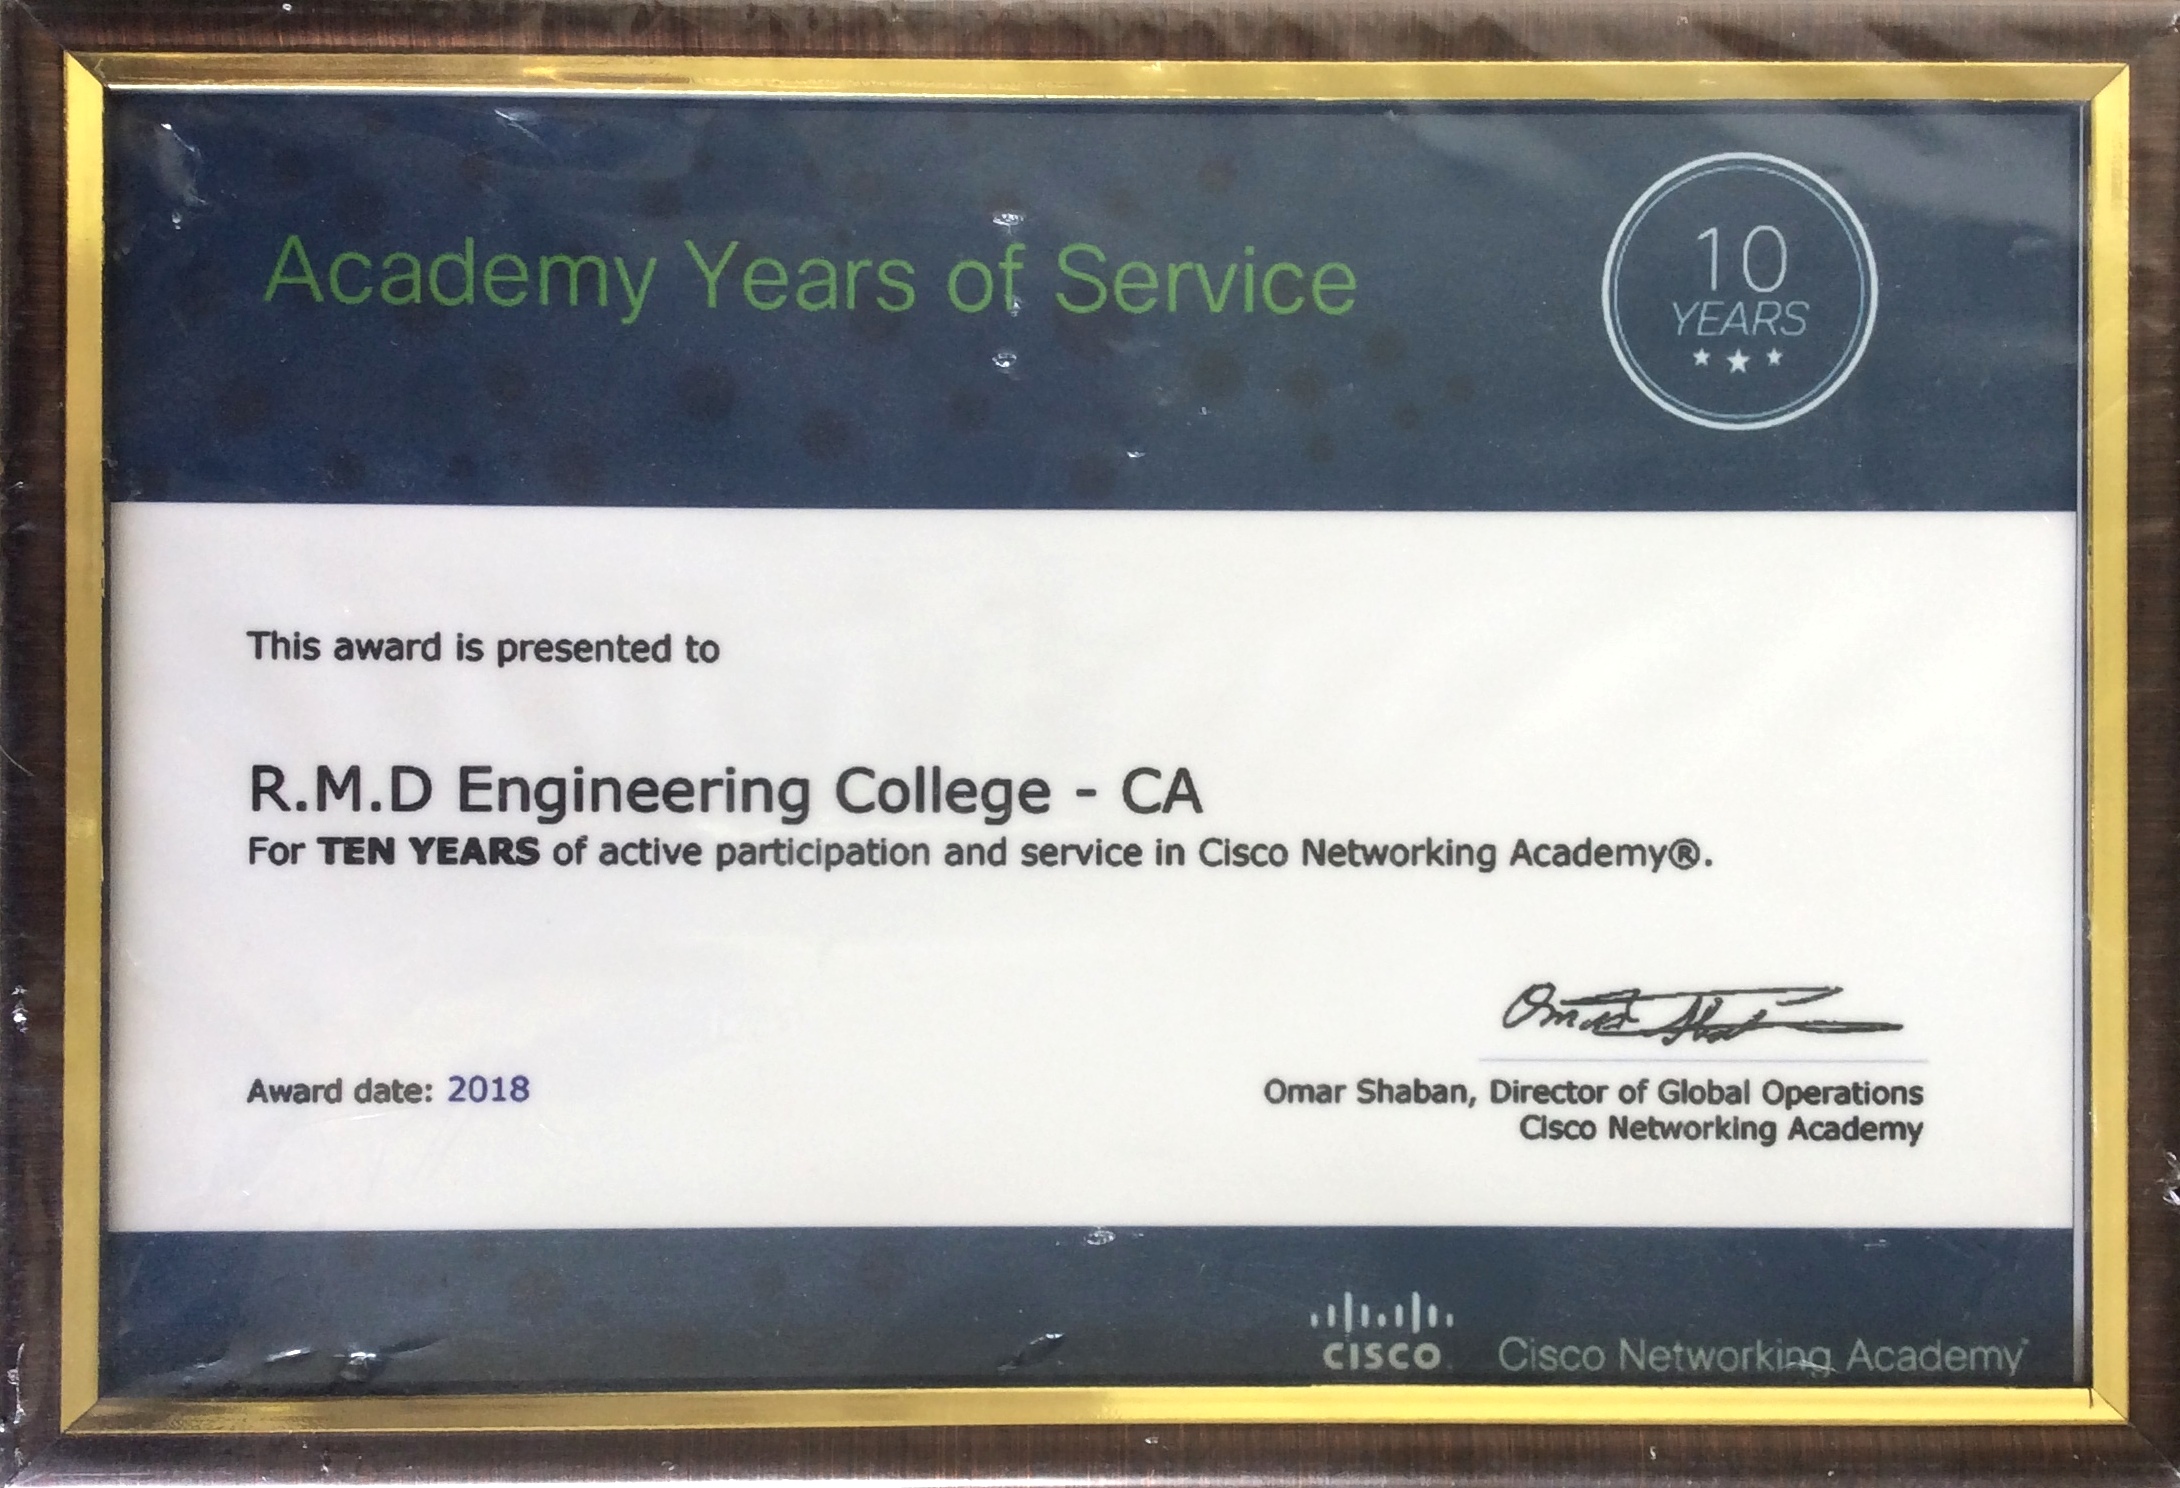 Academy Years of Service
10
YEARS
This award is presented to
R.M.D Engineering College - CA
For TEN YEARS of active participation and service in Cisco Networking Academy®.
Omar Shaban
Award date: 2018
Omar Shaban, Director of Global Operations
Cisco Networking Academy
CISCO
Cisco Networking Academy™